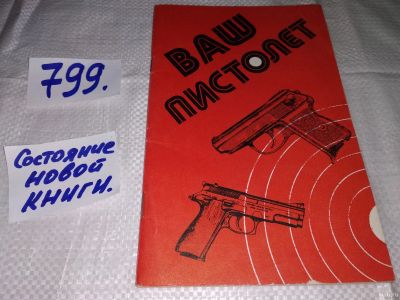 799.
Состояние
новой
книги.
ВАШ
ПИСТОЛЕТ